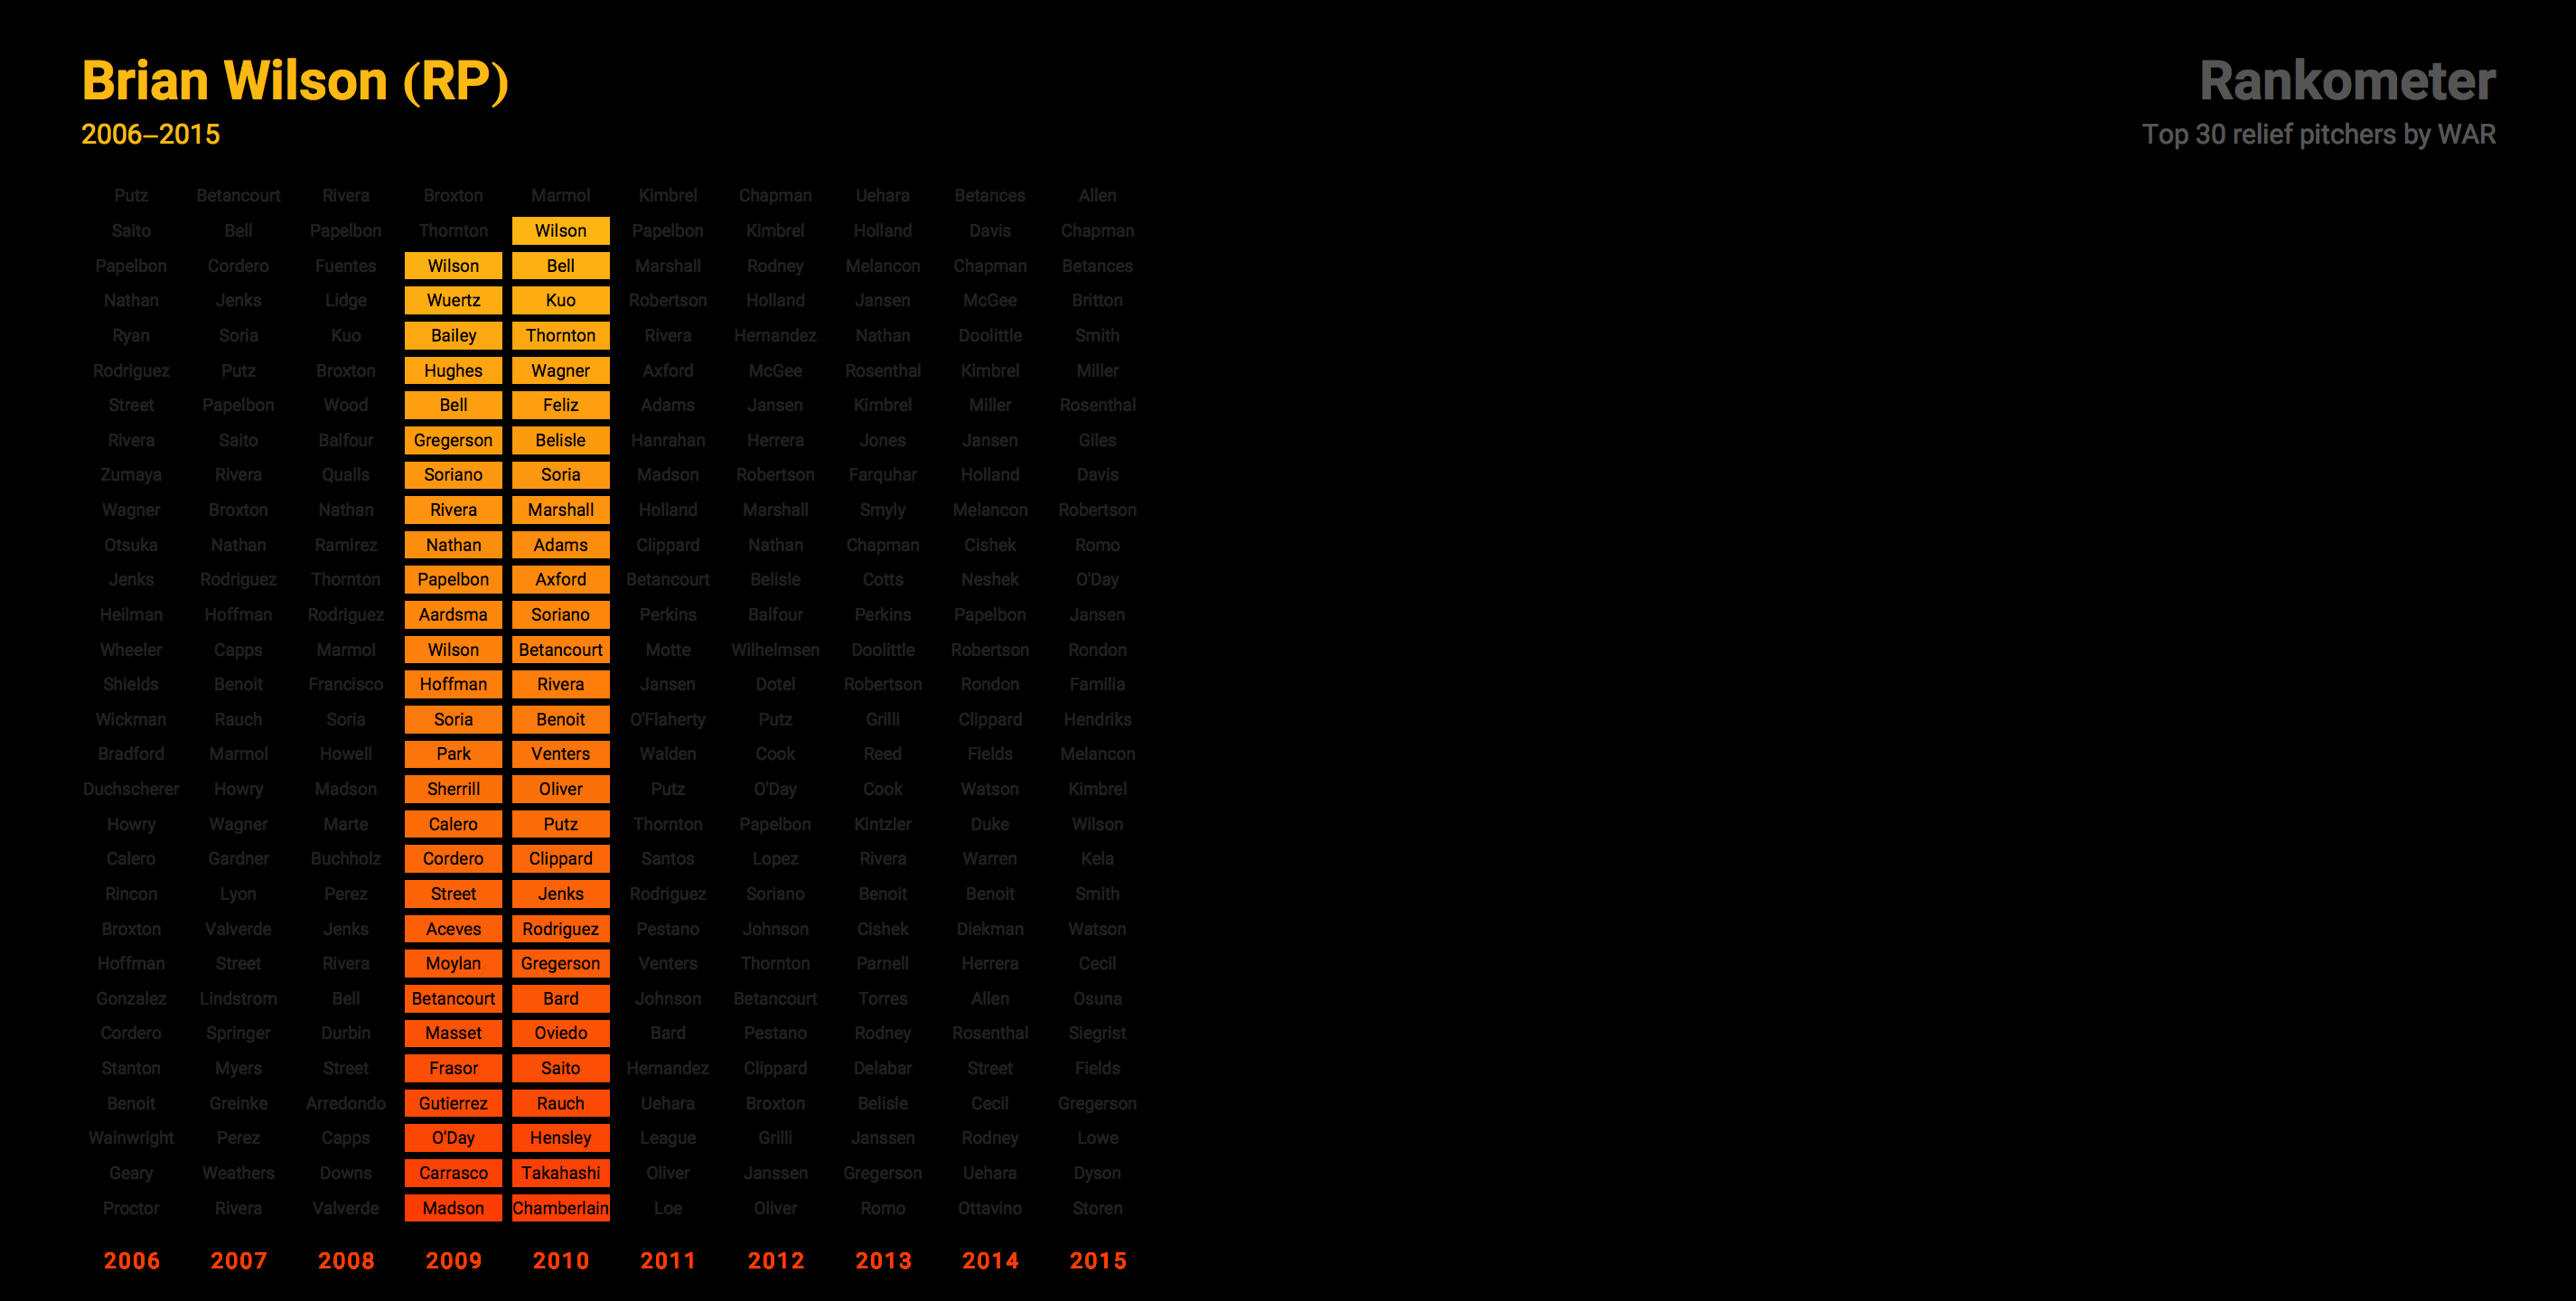 Brian Wilson (RP)
2006–2015
Rankometer
Top 30 relief pitchers by WAR
Putz Betancourt Rivera Broxton Marmol Kimbrel Chapman Uehara Betances Allen
Saito Bell Papelbon Thornton Wilson Papelbon Kimbrel Holland Davis Chapman
Papelbon Cordero Fuentes Wilson Bell Marshall Rodney Melancon Chapman Betances
Nathan Jenks Lidge Wuertz Kuo Robertson Holland Jansen McGee Britton
Ryan Soria Kuo Bailey Thornton Rivera Hernandez Nathan Doolittle Smith
Rodriguez Putz Broxton Hughes Wagner Axford McGee Rosenthal Kimbrel Miller
Street Papelbon Wood Bell Feliz Adams Jansen Kimbrel Miller Rosenthal
Rivera Saito Balfour Gregerson Belisle Hanrahan Herrera Jones Jansen Giles
Zumaya Rivera Qualls Soriano Soria Madson Robertson Farquhar Holland Davis
Wagner Broxton Nathan Rivera Marshall Holland Marshall Smyly Melancon Robertson
Otsuka Nathan Ramirez Nathan Adams Clippard Nathan Chapman Cishek Romo
Jenks Rodriguez Thornton Papelbon Axford Betancourt Belisle Cotts Neshek O'Day
Heilman Hoffman Rodriguez Aardsma Soriano Perkins Balfour Perkins Papelbon Jansen
Wheeler Capps Marmol Wilson Betancourt Motte Wilhelmsen Doolittle Robertson Rondon
Shields Benoit Francisco Hoffman Rivera Jansen Dotel Robertson Rondon Familia
Wickman Rauch Soria Soria Benoit O'Flaherty Putz Grilli Clippard Hendriks
Bradford Marmol Howell Park Venters Walden Cook Reed Fields Melancon
Duchscherer Howry Madson Sherrill Oliver Putz O'Day Cook Watson Kimbrel
Howry Wagner Marte Calero Putz Thornton Papelbon Kintzler Duke Wilson
Calero Gardner Buchholz Cordero Clippard Santos Lopez Rivera Warren Kela
Rincon Lyon Perez Street Jenks Rodriguez Soriano Benoit Benoit Smith
Broxton Valverde Jenks Aceves Rodriguez Pestano Johnson Cishek Diekman Watson
Hoffman Street Rivera Moylan Gregerson Venters Thornton Parnell Herrera Cecil
Gonzalez Lindstrom Bell Betancourt Bard Johnson Betancourt Torres Allen Osuna
Cordero Springer Durbin Masset Oviedo Bard Pestano Rodney Rosenthal Siegrist
Stanton Myers Street Frasor Saito Hernandez Clippard Delabar Street Fields
Benoit Greinke Arredondo Gutierrez Rauch Uehara Broxton Belisle Cecil Gregerson
Wainwright Perez Capps O'Day Hensley League Grilli Janssen Rodney Lowe
Geary Weathers Downs Carrasco Takahashi Oliver Janssen Gregerson Uehara Dyson
Proctor Rivera Valverde Madson Chamberlain Loe Oliver Romo Ottavino Storen
2006 2007 2008 2009 2010 2011 2012 2013 2014 2015